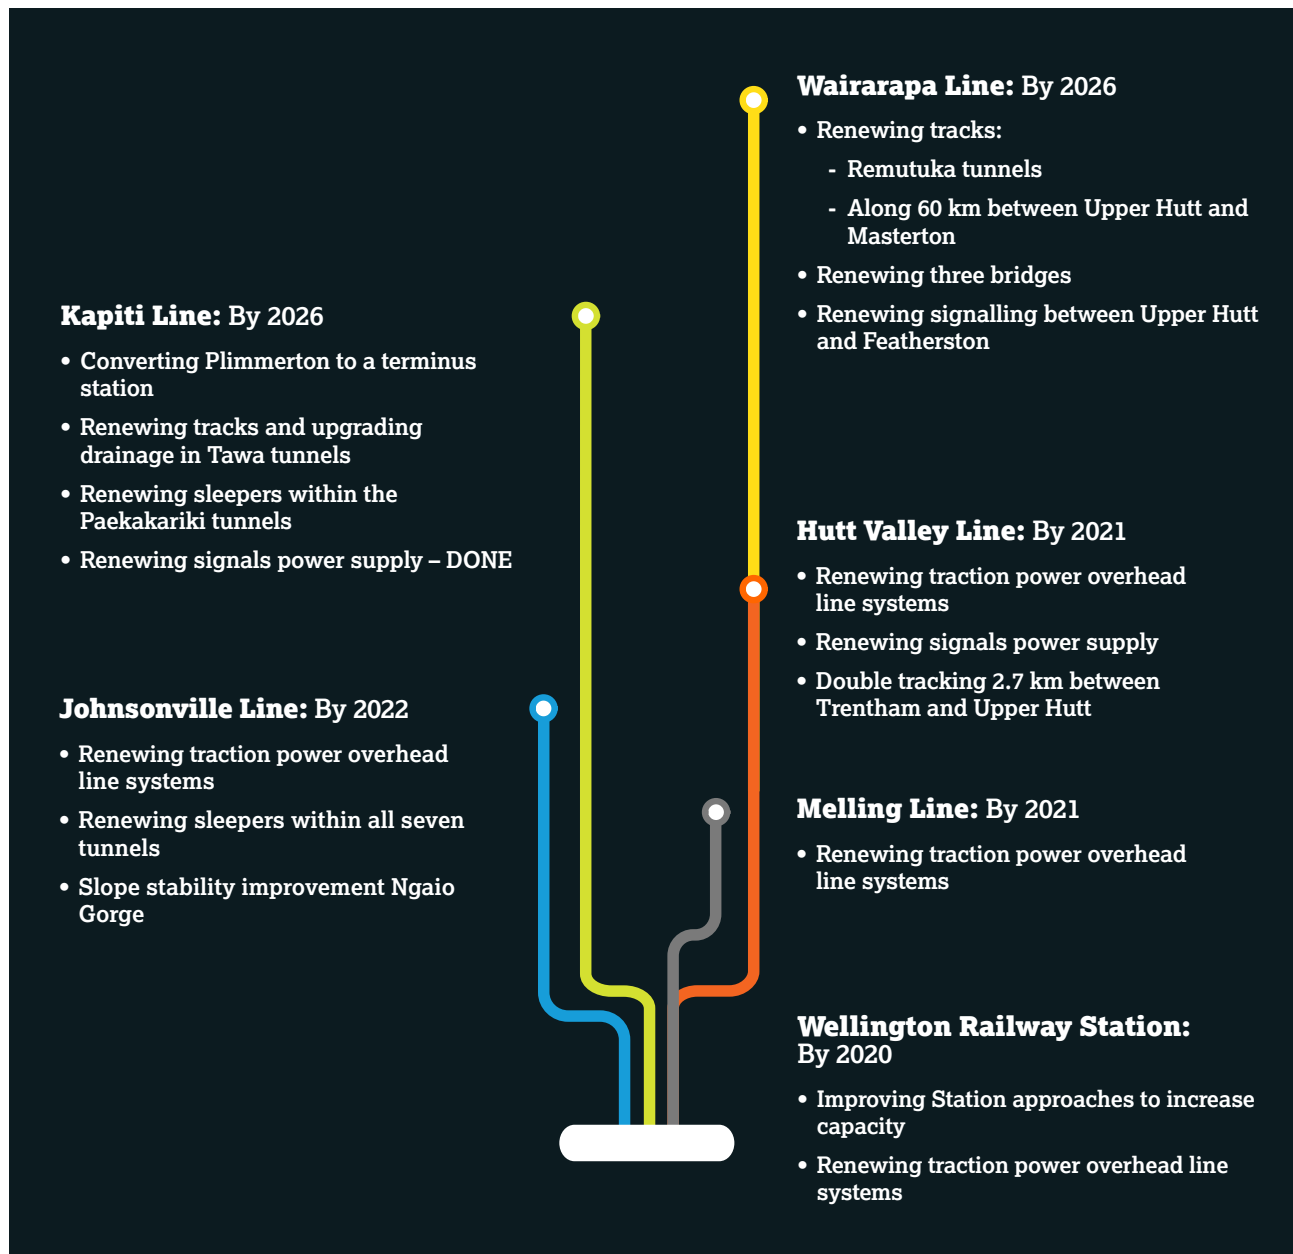 Wairarapa Line: By 2026
• Renewing tracks:
- Remutuka tunnels
- Along 60 km between Upper Hutt and
Masterton
• Renewing three bridges
• Renewing signalling between Upper Hutt
and Featherston
Kapiti Line: By 2026
• Converting Plimmerton to a terminus
station
• Renewing tracks and upgrading
drainage in Tawa tunnels
• Renewing sleepers within the
Paekakariki tunnels
• Renewing signals power supply – DONE
Hutt Valley Line: By 2021
• Renewing traction power overhead
line systems
• Renewing signals power supply
• Double tracking 2.7 km between
Trentham and Upper Hutt
Johnsonville Line: By 2022
• Renewing traction power overhead
line systems
• Renewing sleepers within all seven
tunnels
• Slope stability improvement Ngaio
Gorge
Melling Line: By 2021
• Renewing traction power overhead
line systems
Wellington Railway Station:
By 2020
• Improving Station approaches to increase
capacity
• Renewing traction power overhead line
systems